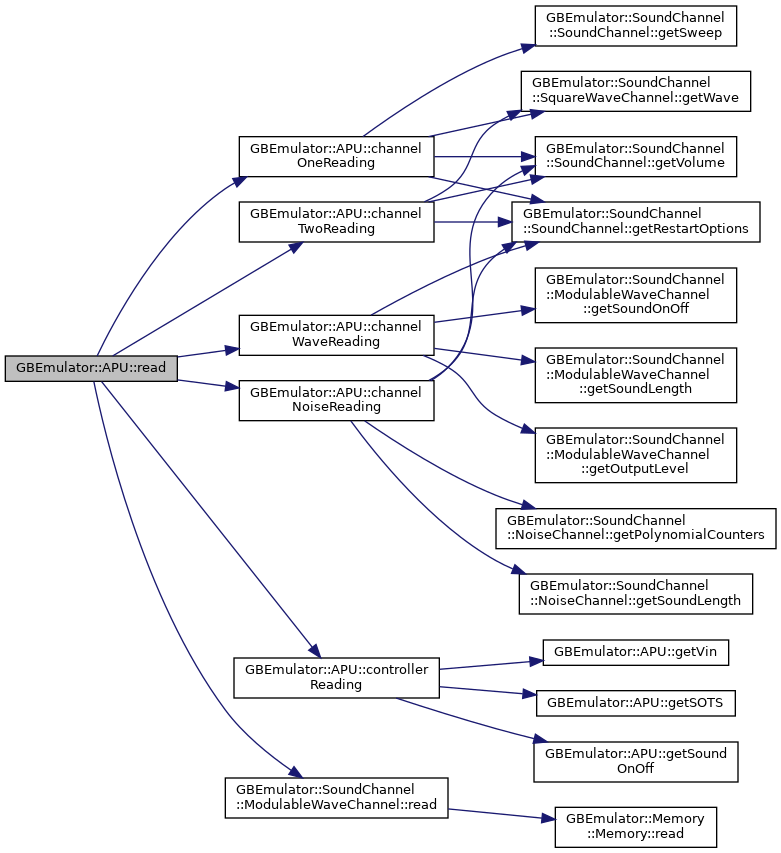 GBEmulator::APU::read
GBEmulator::APU::channel
OneReading
GBEmulator::APU::channel
TwoReading
GBEmulator::APU::channel
WaveReading
GBEmulator::APU::channel
NoiseReading
GBEmulator::APU::controller
Reading
GBEmulator::SoundChannel
::ModulableWaveChannel::read
GBEmulator::SoundChannel
::SoundChannel::getSweep
GBEmulator::SoundChannel
::SquareWaveChannel::getWave
GBEmulator::SoundChannel
::SoundChannel::getVolume
GBEmulator::SoundChannel
::SoundChannel::getRestartOptions
GBEmulator::SoundChannel
::ModulableWaveChannel
::getSoundOnOff
GBEmulator::SoundChannel
::ModulableWaveChannel
::getSoundLength
GBEmulator::SoundChannel
::ModulableWaveChannel
::getOutputLevel
GBEmulator::SoundChannel
::NoiseChannel::getPolynomialCounters
GBEmulator::SoundChannel
::NoiseChannel::getSoundLength
GBEmulator::APU::getVin
GBEmulator::APU::getSOTS
GBEmulator::APU::getSound
OnOff
GBEmulator::Memory
::Memory::read